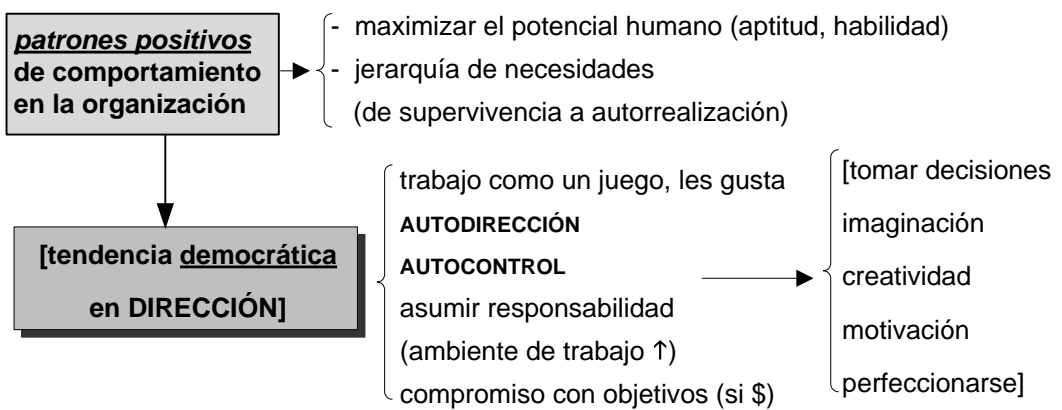 patrones positivos
de comportamiento
en la organización
- maximizar el potencial humano (aptitud, habilidad)
- jerarquía de necesidades
(de supervivencia a autorrealización)
[tendencia democrática
en DIRECCIÓN]
trabajo como un juego, les gusta
AUTODIRECCIÓN
AUTOCONTROL
asumir responsabilidad
(ambiente de trabajo ↑)
compromiso con objetivos (si $)
[tomar decisiones
imaginación
creatividad
motivación
perfeccionarse]